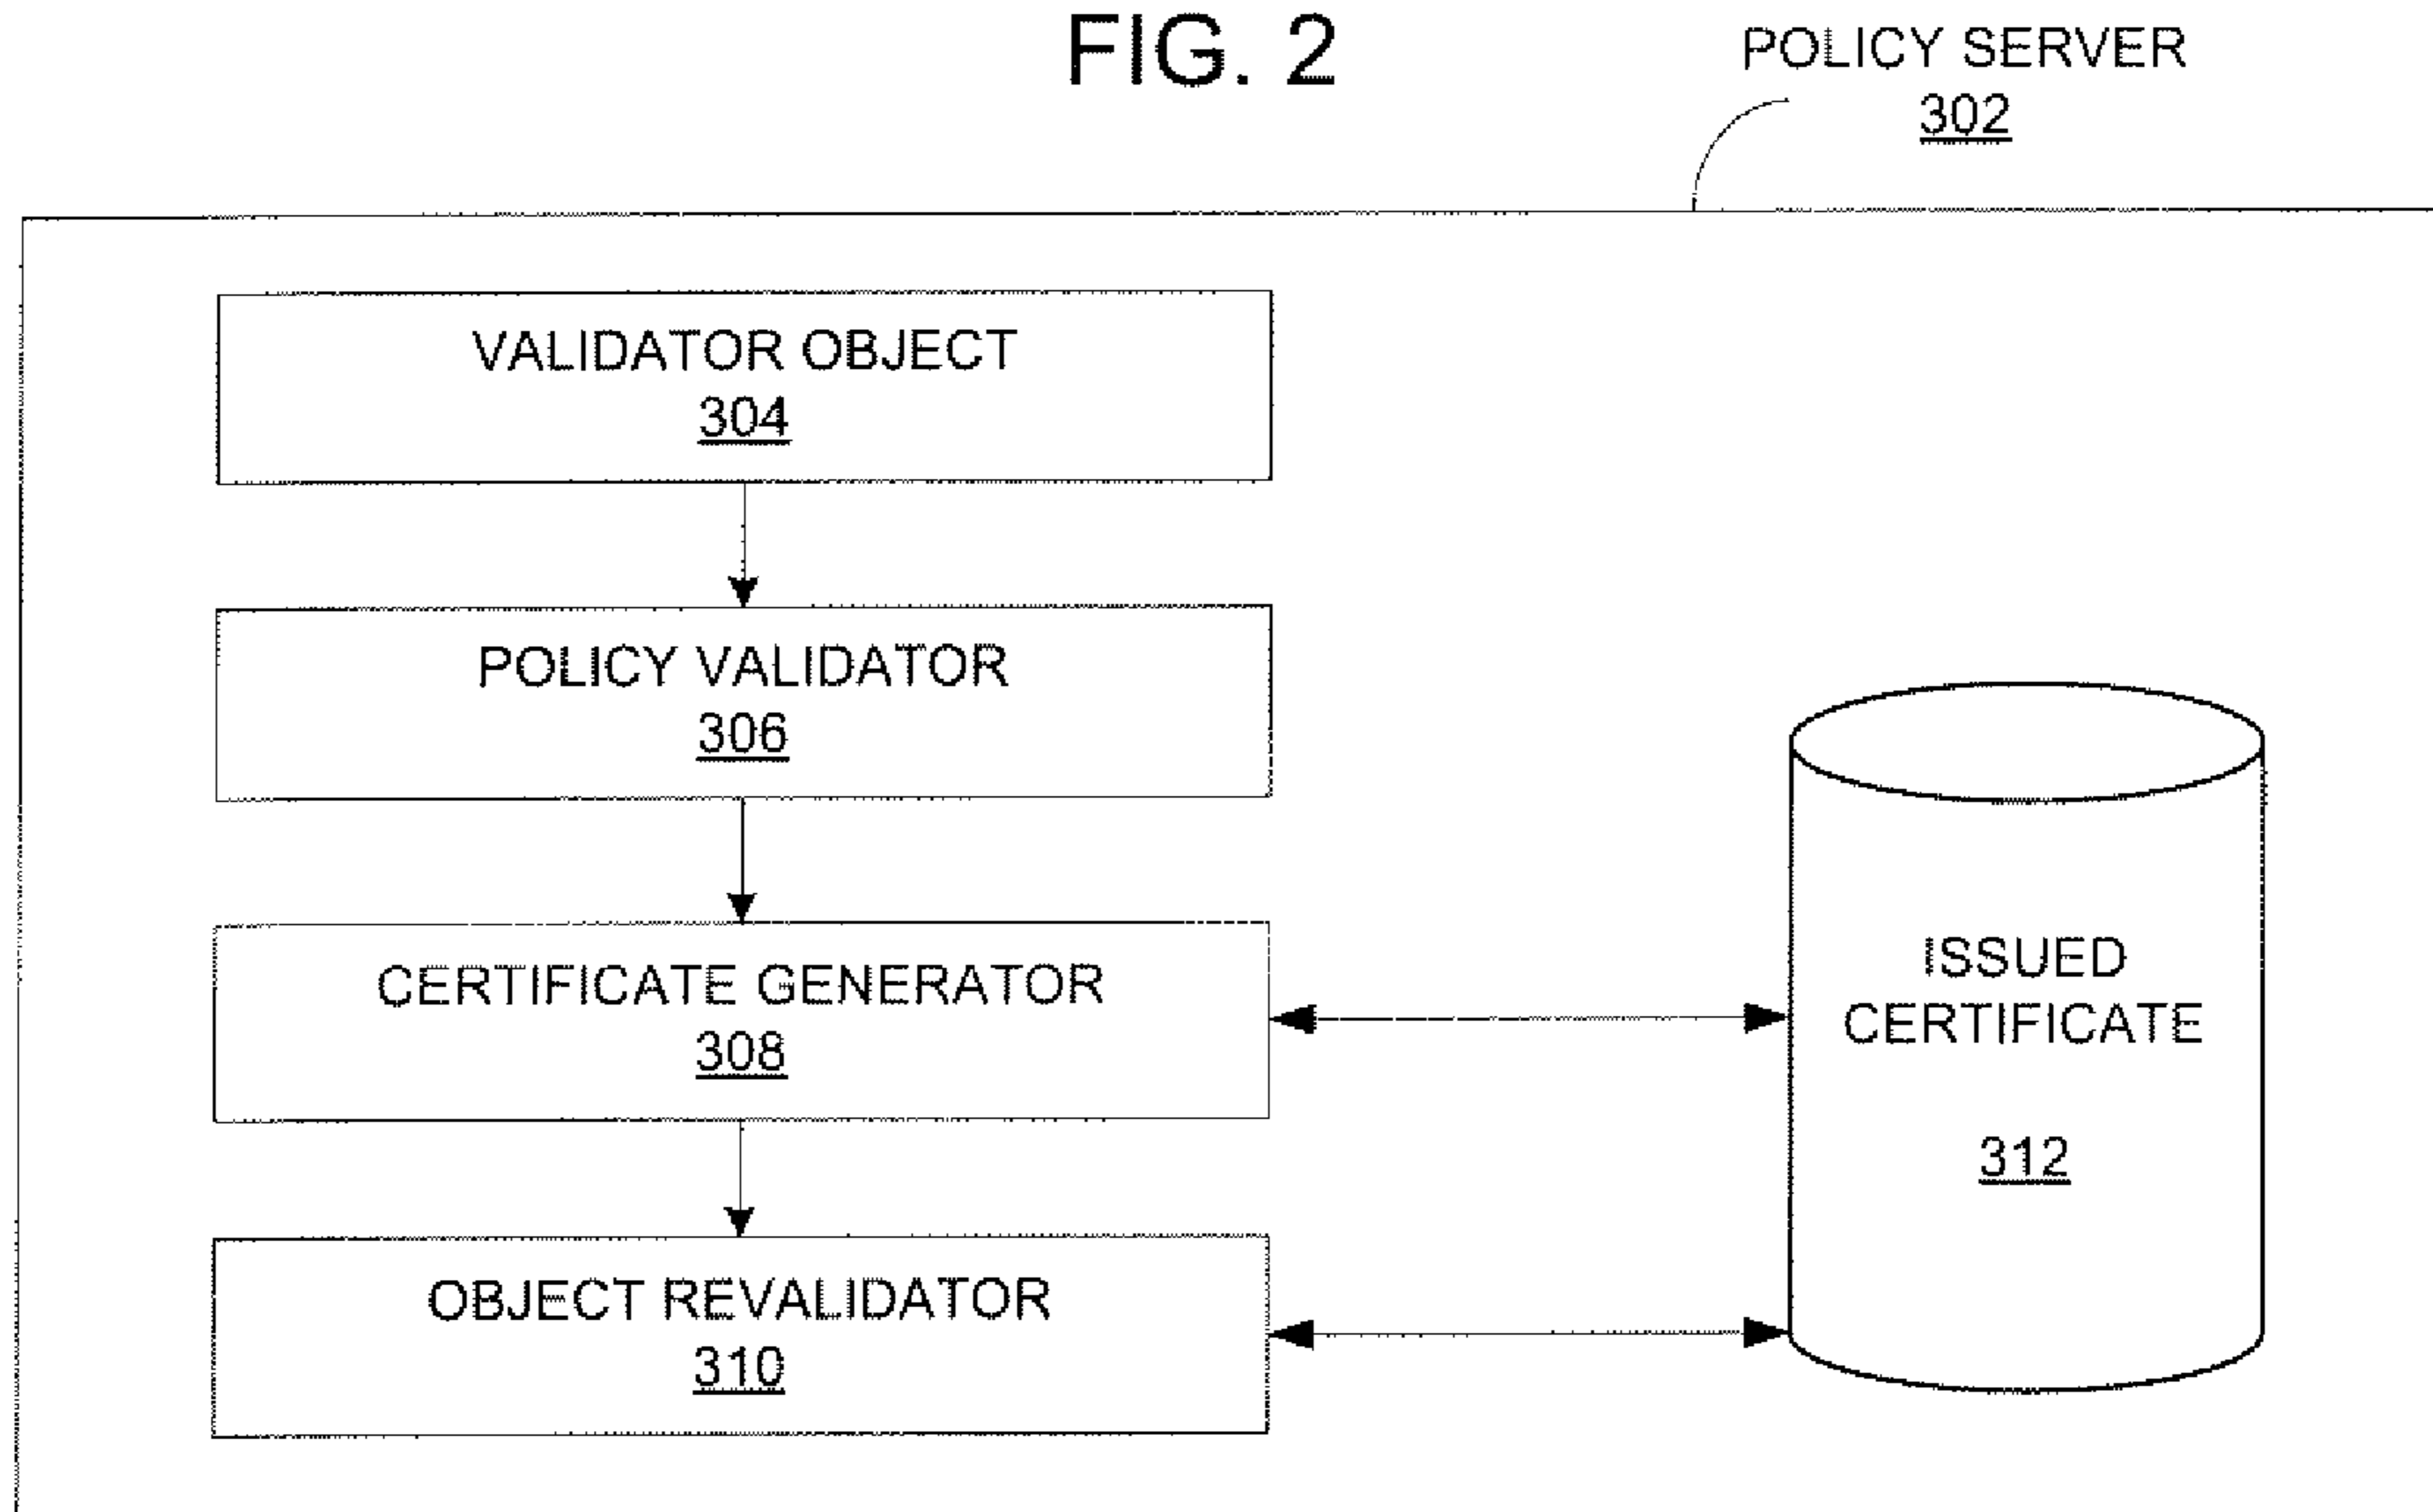 FIG. 2
POLICY SERVER
302
VALIDATOR OBJECT
304
POLICY VALIDATOR
306
CERTIFICATE GENERATOR
308
ISSUED
CERTIFICATE
312
OBJECT REVALIDATOR
310